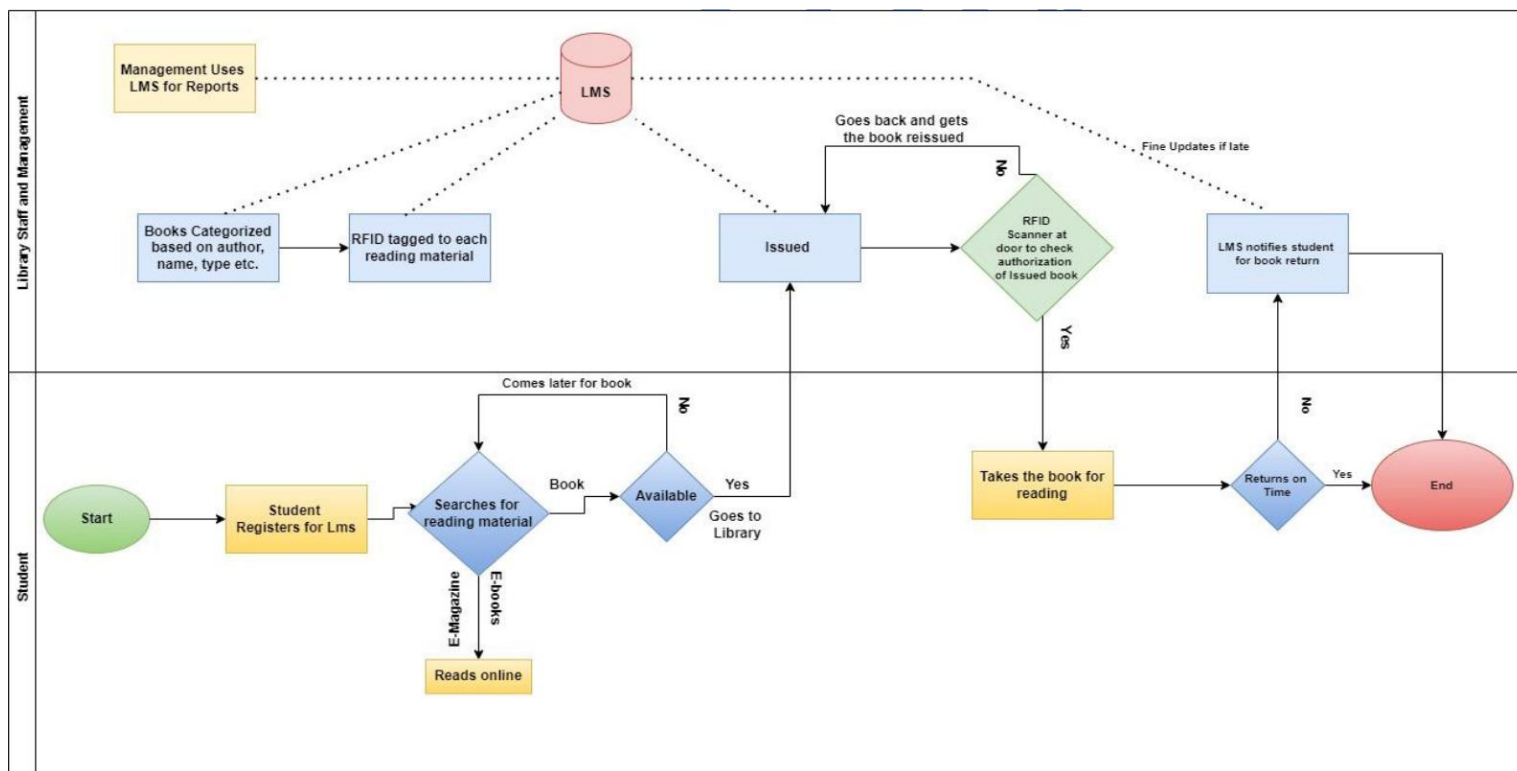 Library Staff and Management
Management Uses
LMS for Reports
LMS
Goes back and gets
the book reissued
No
Fine Updates if late
Books Categorized
based on author,
name, type etc.
RFID tagged to each
reading material
Issued
RFID
Scanner at
door to check
authorization
of Issued book
LMS notifies student
for book return
Yes
Student
Comes later for book
No
No
Start
Student
Registers for Lms
Searches for
reading material
Book
Available
Yes
Goes to
Library
Takes the book for
reading
Returns on
Time
Yes
End
E-Magazine
E-books
Reads online